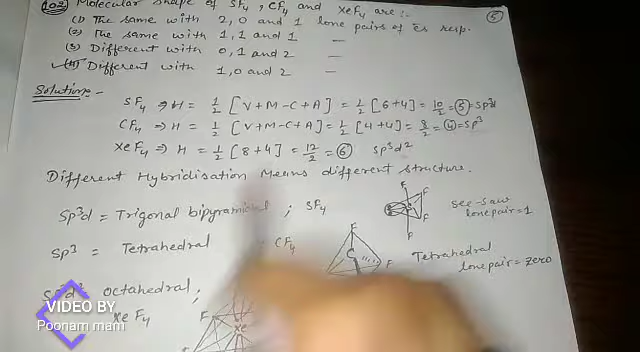 102 Molecular shape of SF₄, CF₄ and XeF₄ are :-
(1) The same with 2, 0 and 1 lone pairs of ēs resp.
(2) The same with 1, 1 and 1 —
(3) Different with 0, 1 and 2 —
(4) Different with 1, 0 and 2 —
5
Solution:-
SF₄ ⇒ H = 1/2 [V+M-C+A] = 1/2 [6+4] = 10/2 = 5 = sp³d
CF₄ ⇒ H = 1/2 [V+M-C+A] = 1/2 [4+4] = 8/2 = 4 = sp³
XeF₄ ⇒ H = 1/2 [8+4] = 12/2 = 6 sp³d²
Different Hybridisation Means different structure.
sp³d = Trigonal ; SF₄
F
F
F
see-saw
lone pair = 1
sp³ = Tetrahedral CF₄
F
C
F
Tetrahedral
lone pair = zero
octahedral,
XeF₄
F
Xe
VIDEO BY
Poonam mam